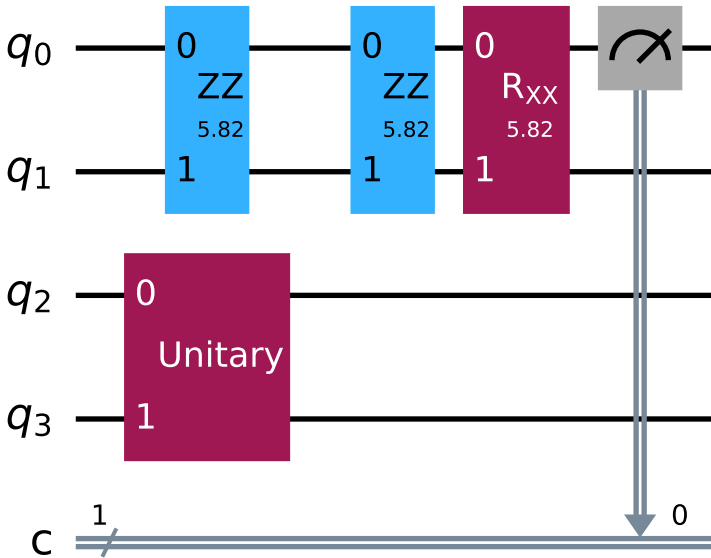 q0 0 0 0
ZZ ZZ RXX
5.82 5.82 5.82
q1 1 1 1
q2 0
Unitary
q3 1
1 0
c